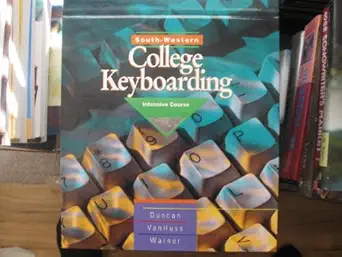 South-Western
College
Keyboarding
Intensive Course
Duncan
VanHuss
Warner